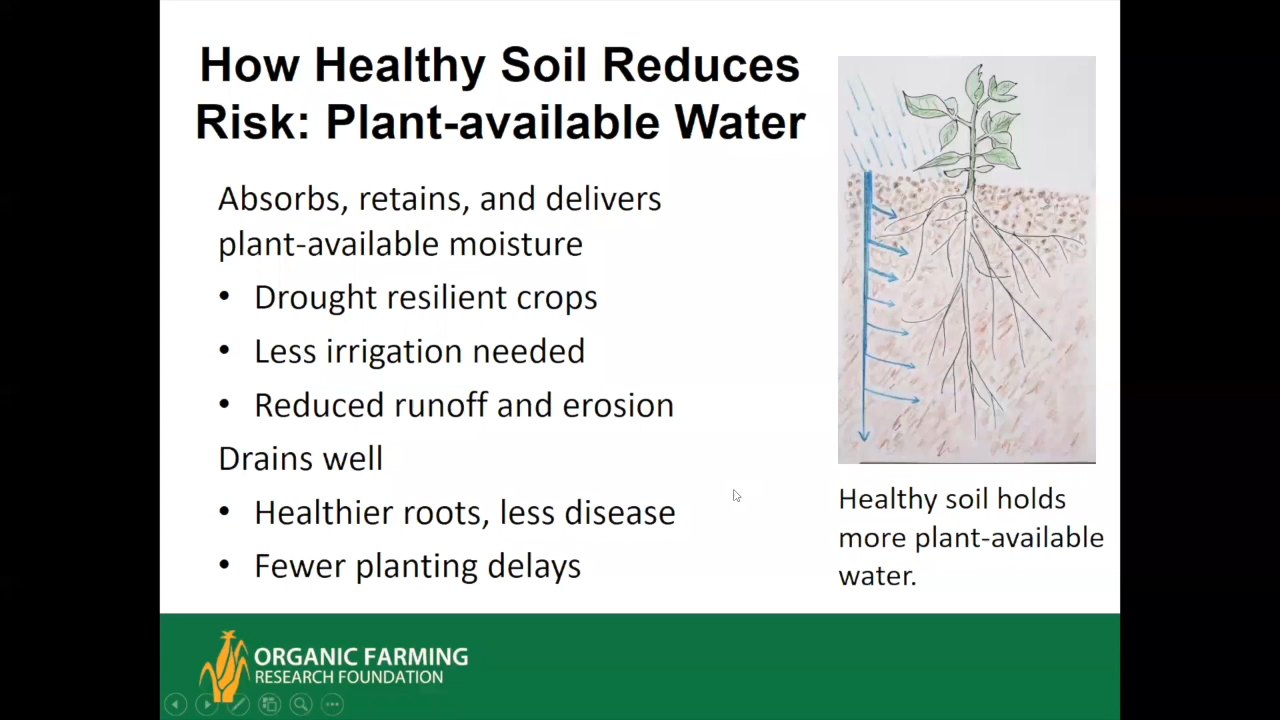 How Healthy Soil Reduces
Risk: Plant-available Water
Absorbs, retains, and delivers
plant-available moisture
• Drought resilient crops
• Less irrigation needed
• Reduced runoff and erosion
Drains well
• Healthier roots, less disease
• Fewer planting delays
Healthy soil holds
more plant-available
water.
ORGANIC FARMING
RESEARCH FOUNDATION